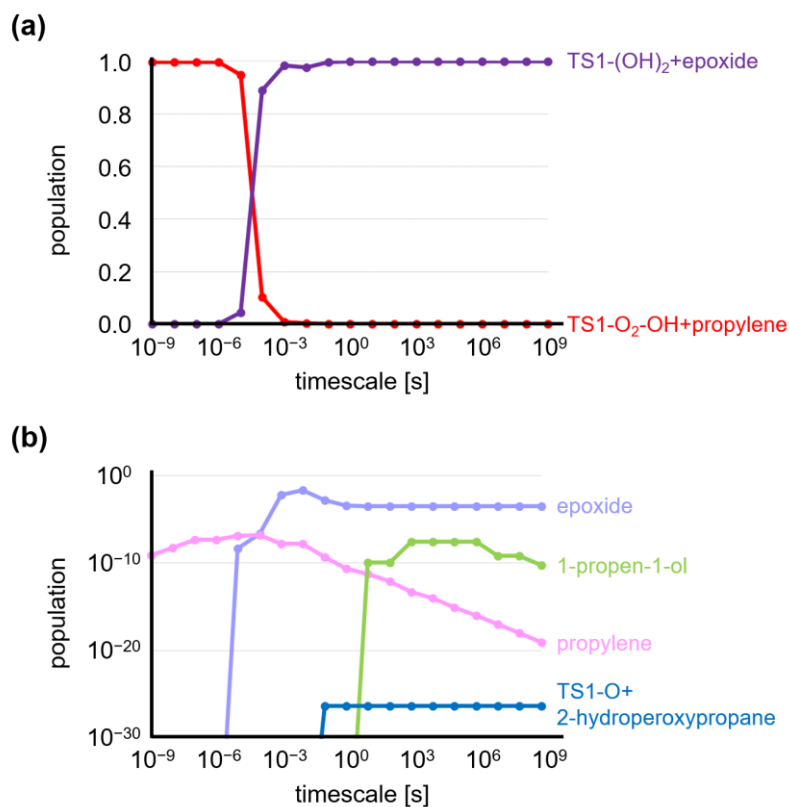 (a)
1.0
0.8
0.6
0.4
0.2
0.0
population
10⁻⁹ 10⁻⁶ 10⁻³ 10⁰ 10³ 10⁶ 10⁹
timescale [s]
TS1-(OH)₂+epoxide
TS1-O₂-OH+propylene
(b)
10⁰
10⁻¹⁰
10⁻²⁰
10⁻³⁰
population
10⁻⁹ 10⁻⁶ 10⁻³ 10⁰ 10³ 10⁶ 10⁹
timescale [s]
epoxide
1-propen-1-ol
propylene
TS1-O+
2-hydroperoxypropane